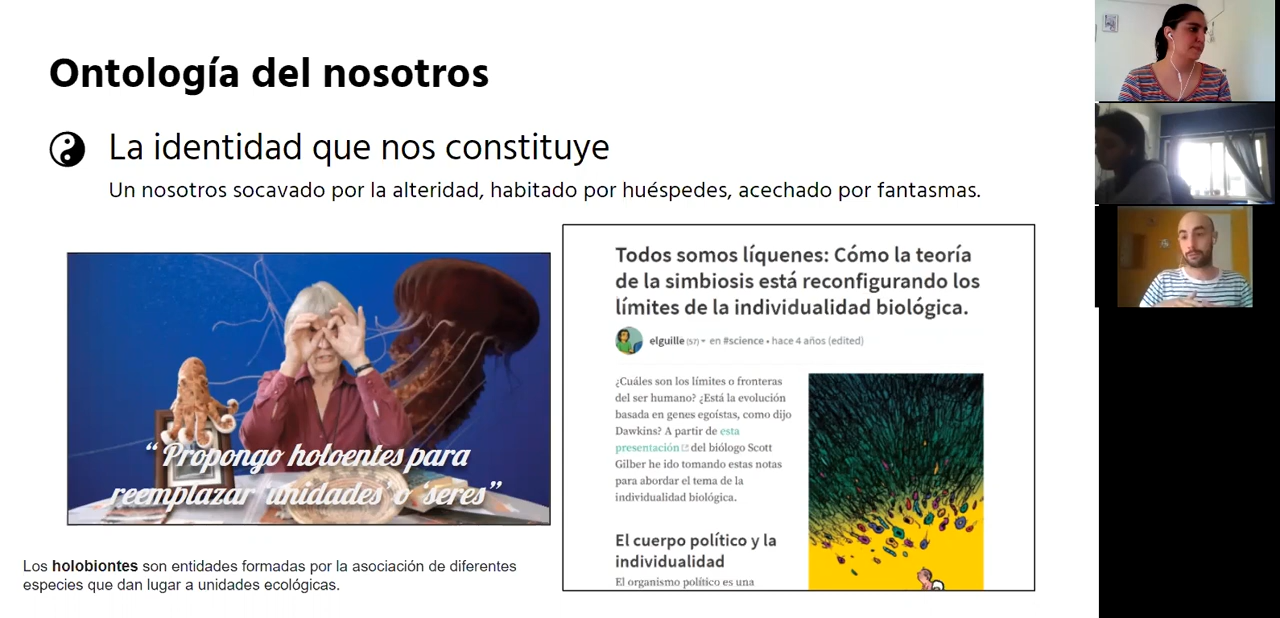 Ontología del nosotros
La identidad que nos constituye
Un nosotros socavado por la alteridad, habitado por huéspedes, acechado por fantasmas.
“ Propongo holoentes para
reemplazar ‘unidades’ o ‘seres”
Los holobiontes son entidades formadas por la asociación de diferentes
especies que dan lugar a unidades ecológicas.
Todos somos líquenes: Cómo la teoría
de la simbiosis está reconfigurando los
límites de la individualidad biológica.
elguille (57) en #science • hace 4 años (edited)
¿Cuáles son los límites o fronteras
del ser humano? ¿Está la evolución
basada en genes egoístas, como dijo
Dawkins? A partir de esta
presentación del biólogo Scott
Gilber he ido tomando estas notas
para abordar el tema de la
individualidad biológica.
El cuerpo político y la
individualidad
El organismo político es una